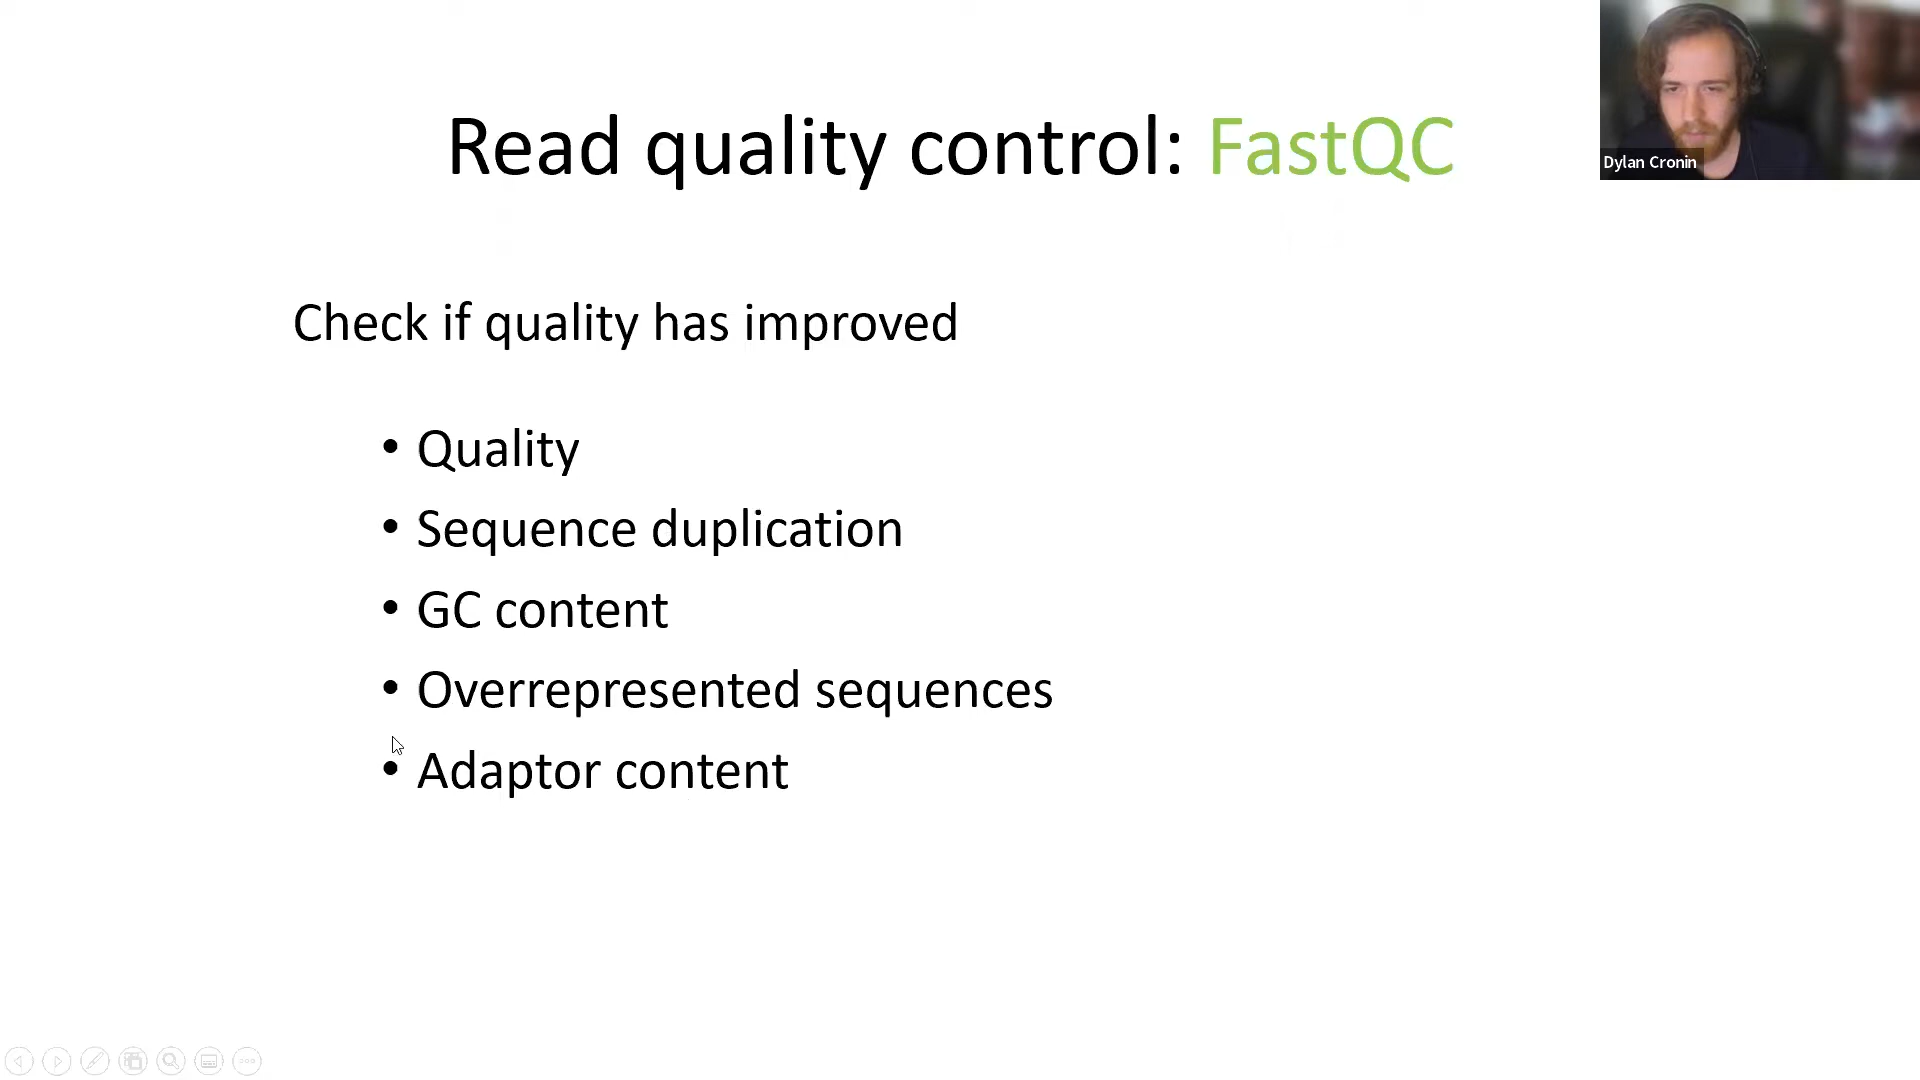 Read quality control: FastQC
Dylan Cronin
Check if quality has improved
• Quality
• Sequence duplication
• GC content
• Overrepresented sequences
• Adaptor content